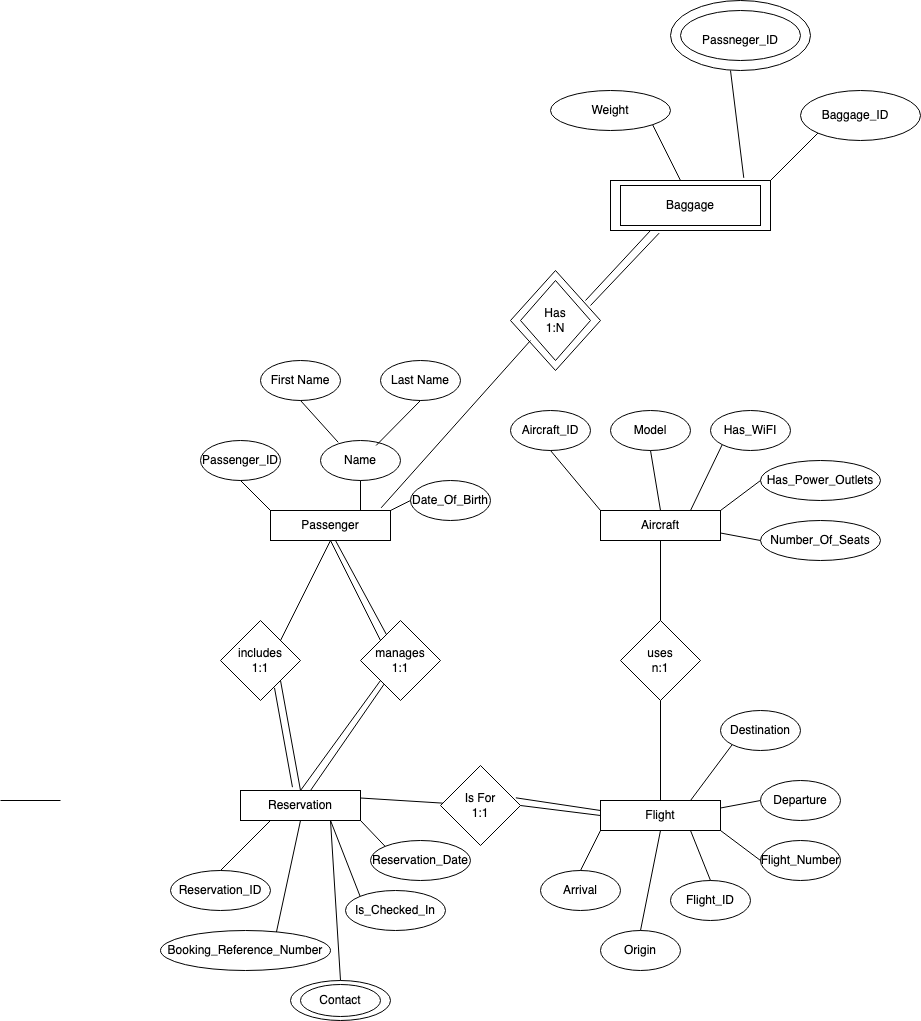 Passneger_ID
Weight
Baggage_ID
Baggage
Has
1:N
First Name
Last Name
Passenger_ID
Name
Date_Of_Birth
Passenger
Aircraft_ID
Model
Has_WiFI
Has_Power_Outlets
Aircraft
Number_Of_Seats
includes
1:1
manages
1:1
uses
n:1
Destination
Reservation
Is For
1:1
Flight
Departure
Reservation_Date
Flight_Number
Reservation_ID
Is_Checked_In
Arrival
Flight_ID
Booking_Reference_Number
Origin
Contact